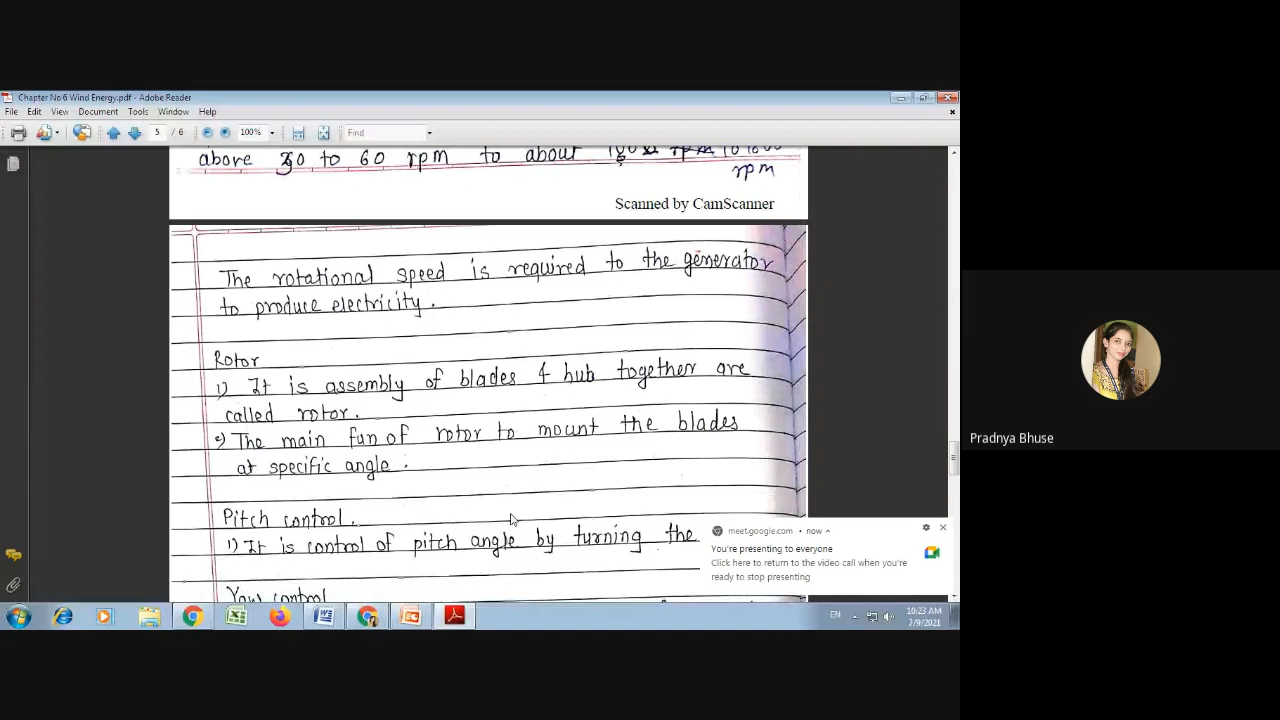 Chapter No 6 Wind Energy.pdf - Adobe Reader
File Edit View Document Tools Window Help
5 / 6 100% Find
above 30 to 60 rpm to about
rpm
Scanned by CamScanner
The rotational speed is required to the generator
to produce electricity.
Rotor
1) It is assembly of blades & hub together are
called rotor.
2) The main fun of rotor to mount the blades
at specific angle.
Pitch control.
1) It is control of pitch angle by turning the
Yaw control
meet.google.com • now
You're presenting to everyone
Click here to return to the video call when you're
ready to stop presenting
Pradnya Bhuse
EN
10:23 AM
7/9/2021